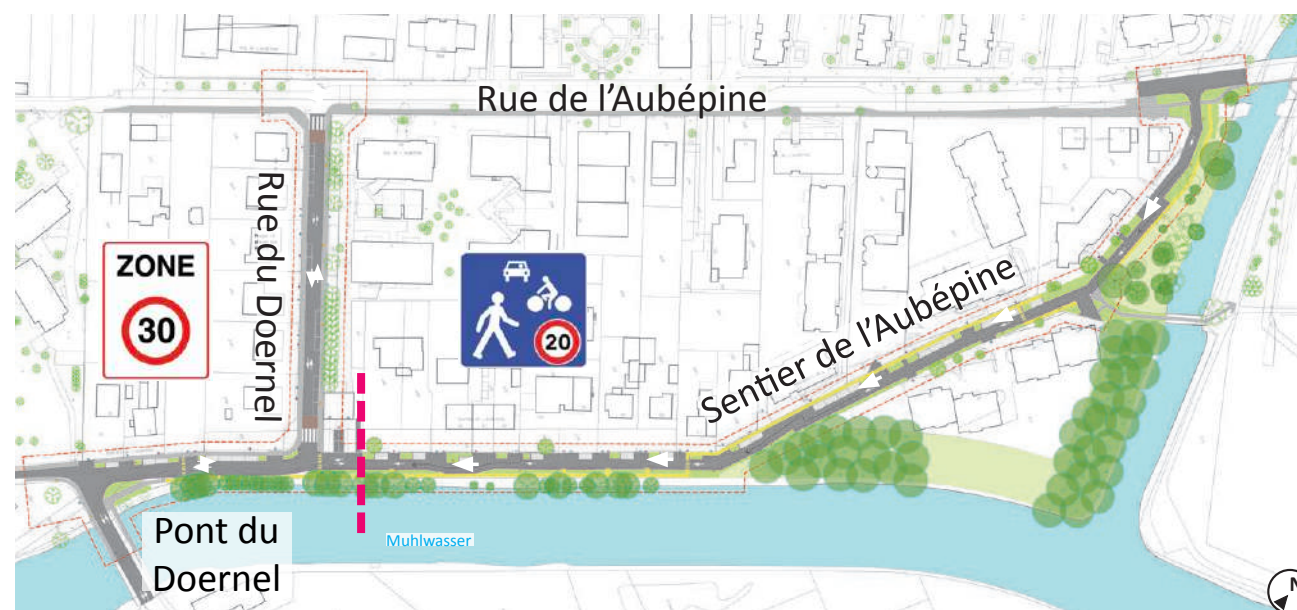 Rue de l'Aubépine
Rue du Doernel
ZONE
30
20
Sentier de l'Aubépine
Pont du
Doernel
Muhlwasser
N